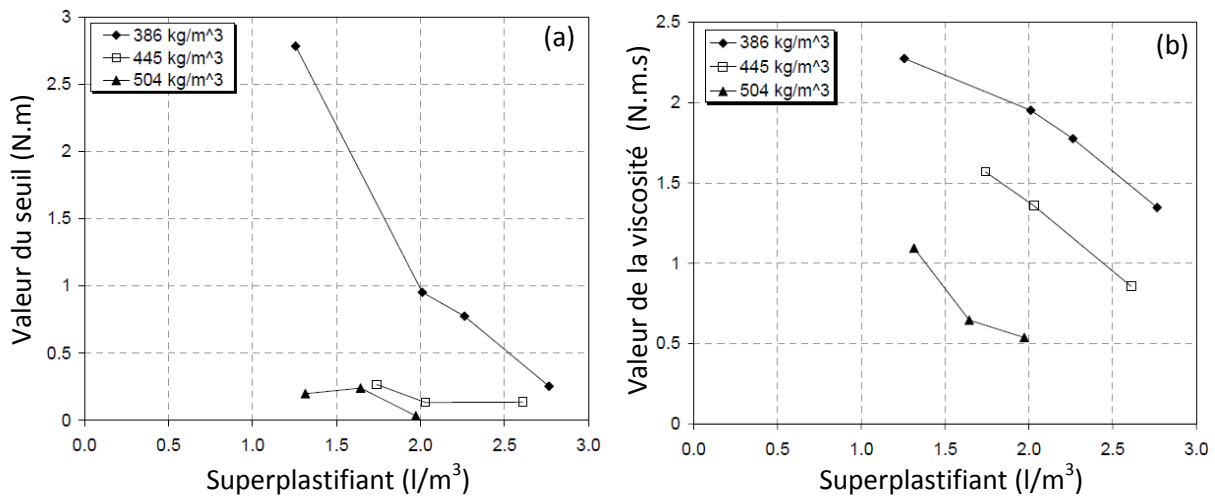 (a)
386 kg/m^3
445 kg/m^3
504 kg/m^3
Valeur du seuil (N.m)
3
2.5
2
1.5
1
0.5
0
0.0 0.5 1.0 1.5 2.0 2.5 3.0
Superplastifiant (l/m³)
(b)
386 kg/m^3
445 kg/m^3
504 kg/m^3
Valeur de la viscosité (N.m.s)
2.5
2
1.5
1
0.5
0
0.0 0.5 1.0 1.5 2.0 2.5 3.0
Superplastifiant (l/m³)